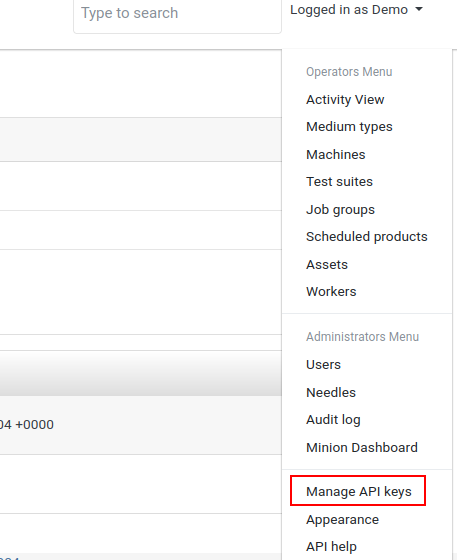 Type to search
Logged in as Demo
Operators Menu
Activity View
Medium types
Machines
Test suites
Job groups
Scheduled products
Assets
Workers
Administrators Menu
Users
Needles
Audit log
04 +0000
Minion Dashboard
Manage API keys
Appearance
API help